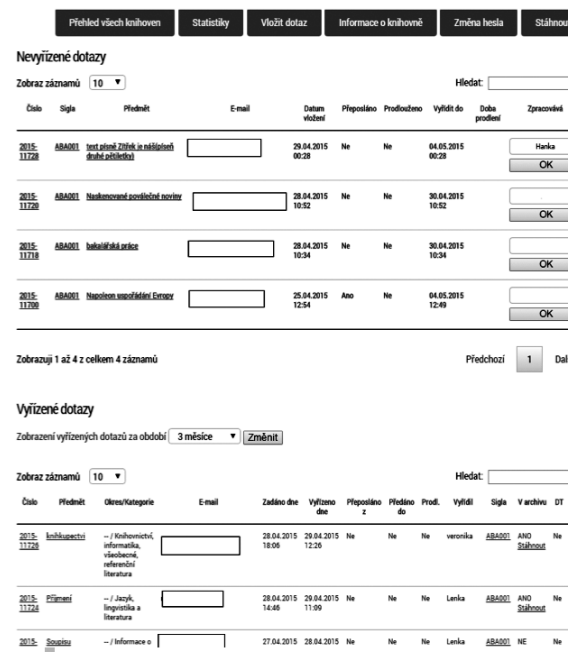 Přehled všech knihoven Statistiky Vložit dotaz Informace o knihovně Změna hesla Stáhnou
Nevyřízené dotazy
Zobraz záznamů 10 Hledat:
Číslo Sigla Předmět E-mail Datum vložení Přeposláno Prodlouženo Vyřídit do Doba prodlení Zpracovává
2015-11728 ABA001 text písně Zítřek je nášípíseň druhé pětiletký 29.04.2015 00:28 Ne Ne 04.05.2015 00:28 Hanka OK
2015-11720 ABA001 Naskenované poválečné noviny 28.04.2015 10:52 Ne Ne 30.04.2015 10:52 OK
2015-11718 ABA001 bakalářská práce 28.04.2015 10:34 Ne Ne 30.04.2015 10:34 OK
2015-11700 ABA001 Napoleon uspořádání Evropy 25.04.2015 12:54 Ano Ne 04.05.2015 12:49 OK
Zobrazuji 1 až 4 z celkem 4 záznamů Předchozí 1 Dal
Vyřízené dotazy
Zobrazení vyřízených dotazů za období 3 měsíce Změnit
Zobraz záznamů 10 Hledat:
Číslo Předmět Okres/Kategorie E-mail Zadáno dne Vyřízeno dne Přeposláno z Předáno do Prodl. Vyřídil Sigla V archivu DT
2015-11726 knihkupectví -- / Knihovnictví, informatika, všeobecné, referenční literatura 28.04.2015 18:06 29.04.2015 12:26 Ne Ne Ne veronika ABA001 ANO Stáhnout Ne
2015-11724 Příjmení -- / Jazyk, lingvistika a literatura 28.04.2015 14:46 29.04.2015 11:09 Ne Ne Ne Lenka ABA001 ANO Stáhnout Ne
2015- Soupisu -- / Informace o 27.04.2015 28.04.2015 Ne Ne Ne Lenka ABA001 NE Ne